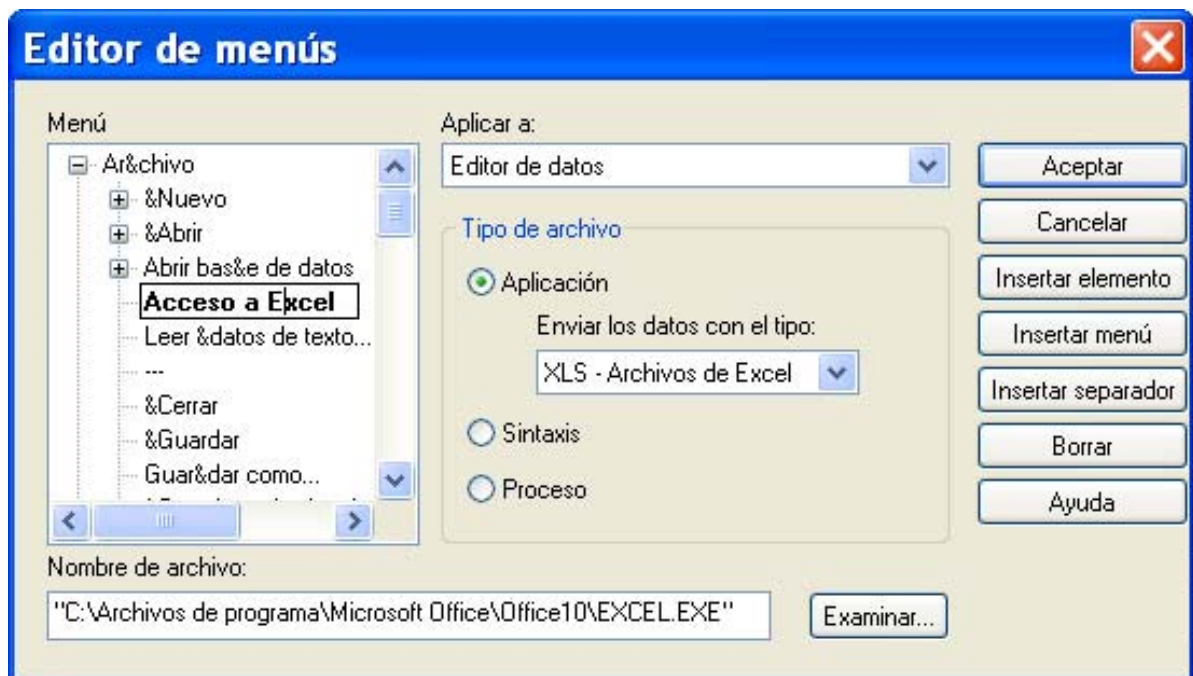 Editor de menús
Menú
Ar&chivo
&Nuevo
&Abrir
Abrir bas&e de datos
Acceso a Excel
Leer &datos de texto...
---
&Cerrar
&Guardar
Guar&dar como...
Aplicar a:
Editor de datos
Tipo de archivo
Aplicación
Enviar los datos con el tipo:
XLS - Archivos de Excel
Sintaxis
Proceso
Aceptar
Cancelar
Insertar elemento
Insertar menú
Insertar separador
Borrar
Ayuda
Nombre de archivo:
"C:\Archivos de programa\Microsoft Office\Office10\EXCEL.EXE"
Examinar...